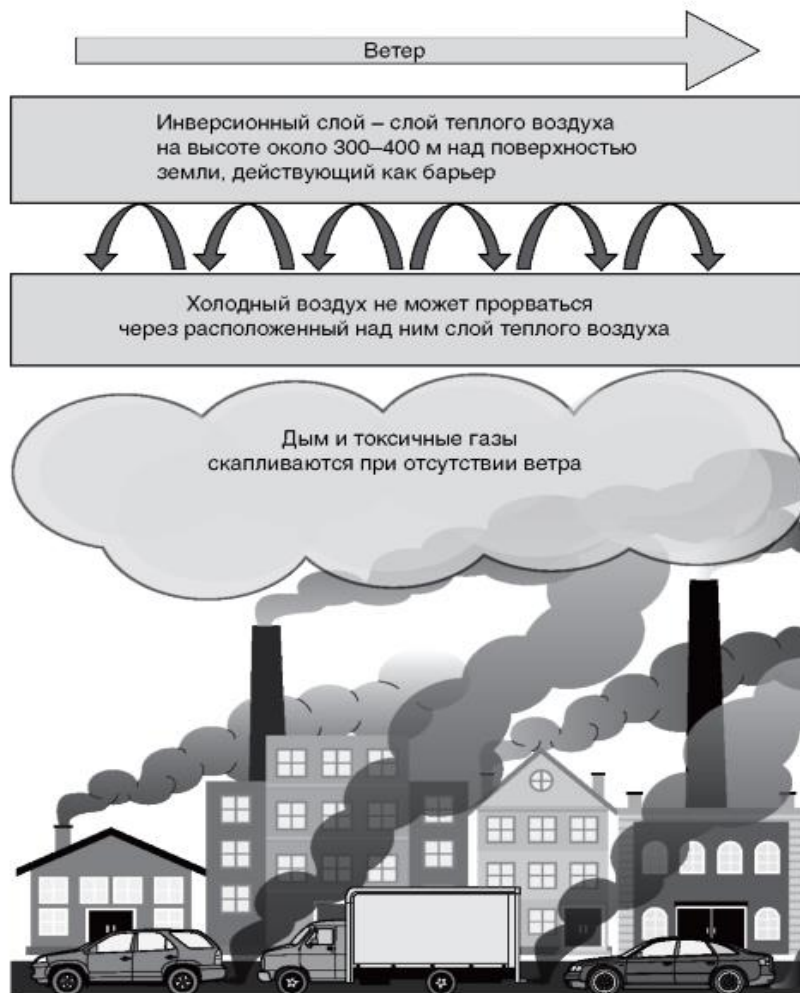 Ветер
Инверсионный слой – слой теплого воздуха
на высоте около 300–400 м над поверхностью
земли, действующий как барьер
Холодный воздух не может прорваться
через расположенный над ним слой теплого воздуха
Дым и токсичные газы
скапливаются при отсутствии ветра